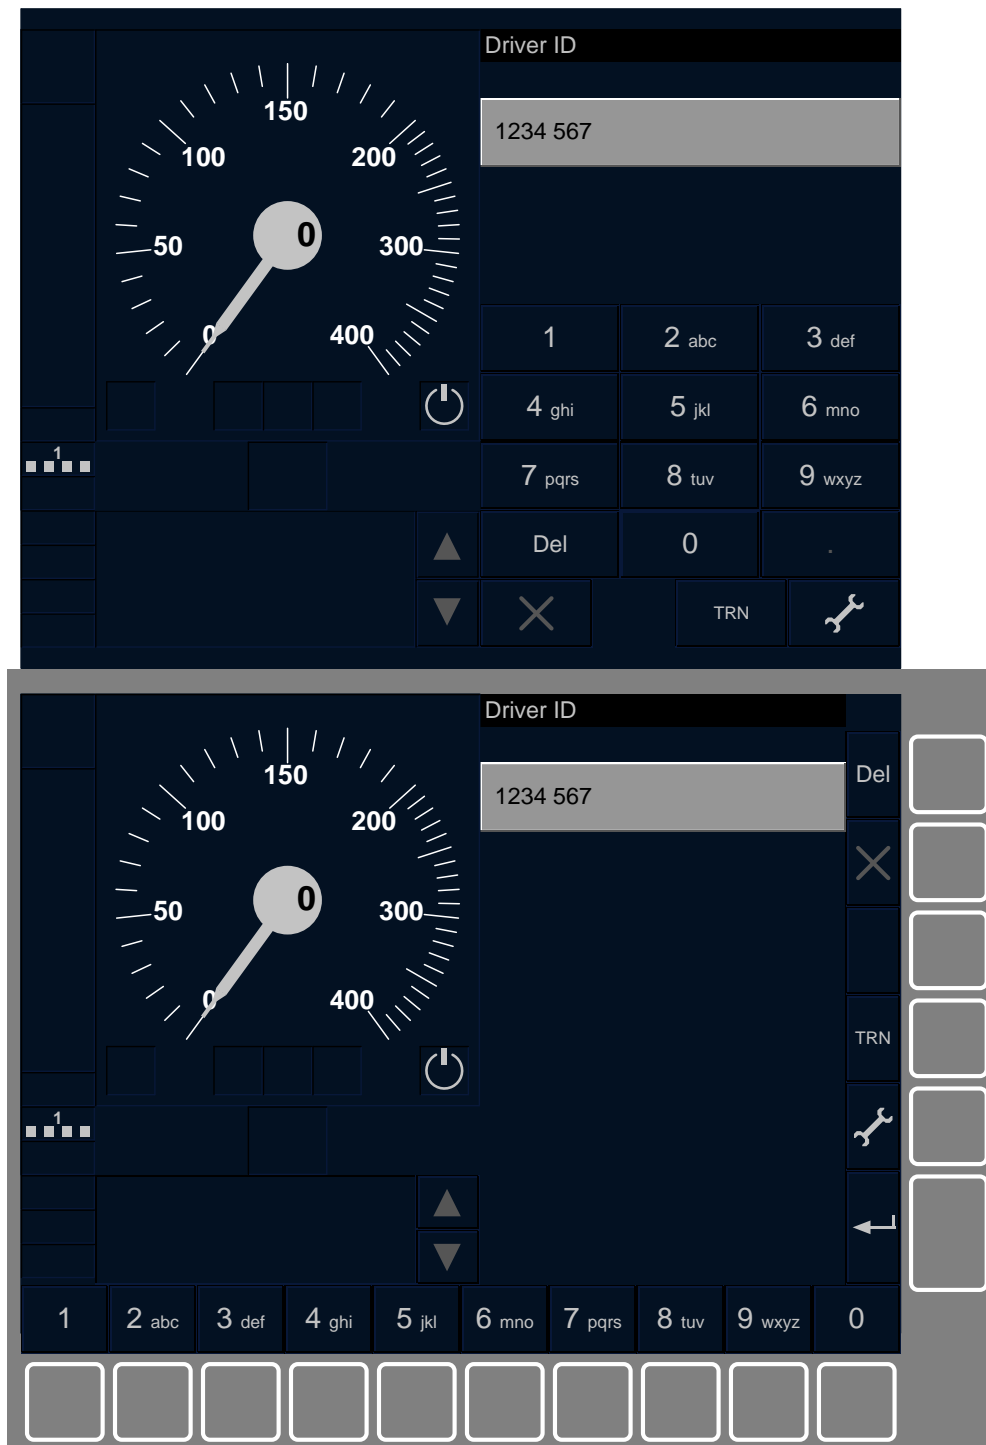 Driver ID
1234 567
150
100
200
50
0
300
0
400
1
2 abc
3 def
4 ghi
5 jkl
6 mno
1
7 pqrs
8 tuv
9 wxyz
Del
0
.
TRN
Driver ID
1234 567
Del
150
100
200
50
0
300
0
400
TRN
1
1
2 abc
3 def
4 ghi
5 jkl
6 mno
7 pqrs
8 tuv
9 wxyz
0